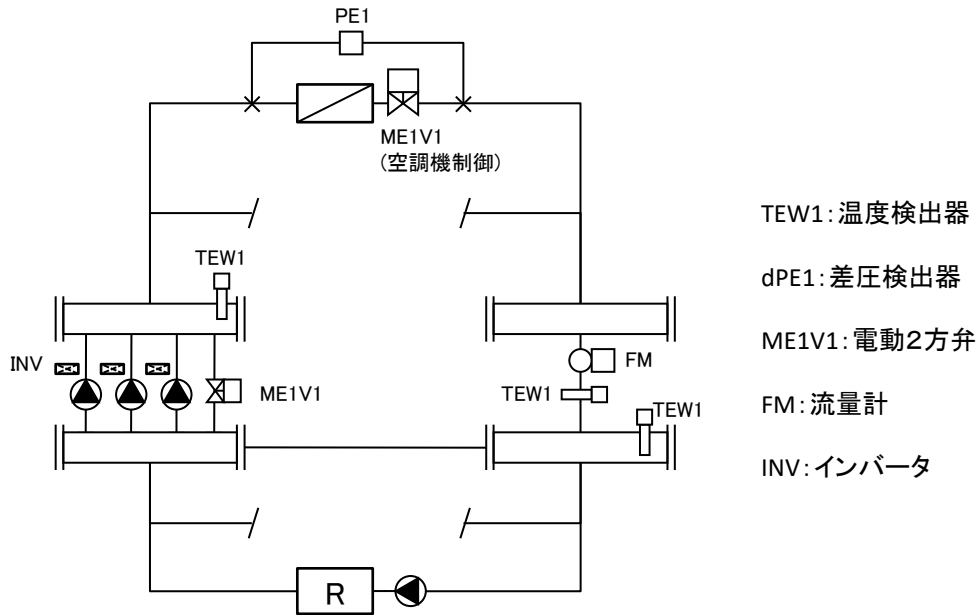 PE1
ME1V1
(空調機制御)
TEW1
INV
ME1V1
FM
TEW1
TEW1
R
TEW1:温度検出器
dPE1:差圧検出器
ME1V1:電動2方弁
FM:流量計
INV:インバータ